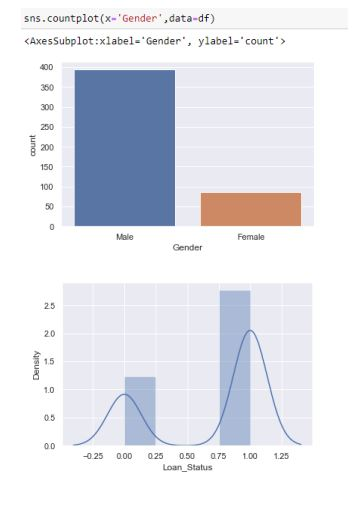 sns.countplot(x='Gender',data=df)
<AxesSubplot:xlabel='Gender', ylabel='count'>
400
350
300
250
200
150
100
50
0
count
Male Female
Gender
2.5
2.0
1.5
1.0
0.5
0.0
Density
−0.25 0.00 0.25 0.50 0.75 1.00 1.25
Loan_Status